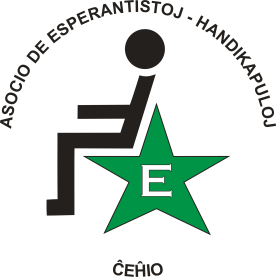 ASOCIO DE ESPERANTISTOJ - HANDIKAPULOJ
E
ĈEĤIO